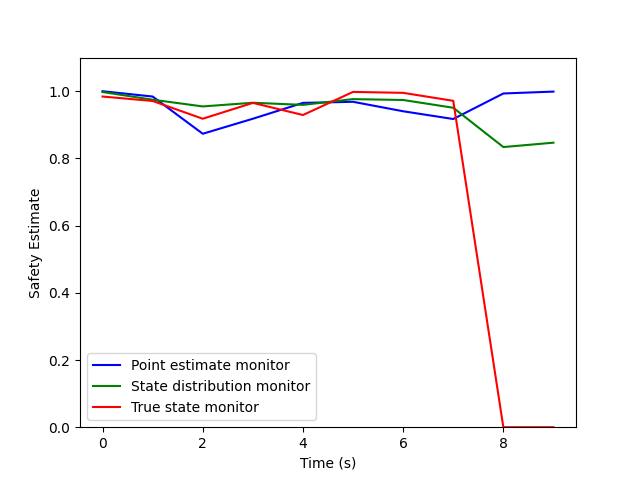 1.0
0.8
0.6
0.4
0.2
0.0
Safety Estimate
Point estimate monitor
State distribution monitor
True state monitor
0 2 4 6 8
Time (s)